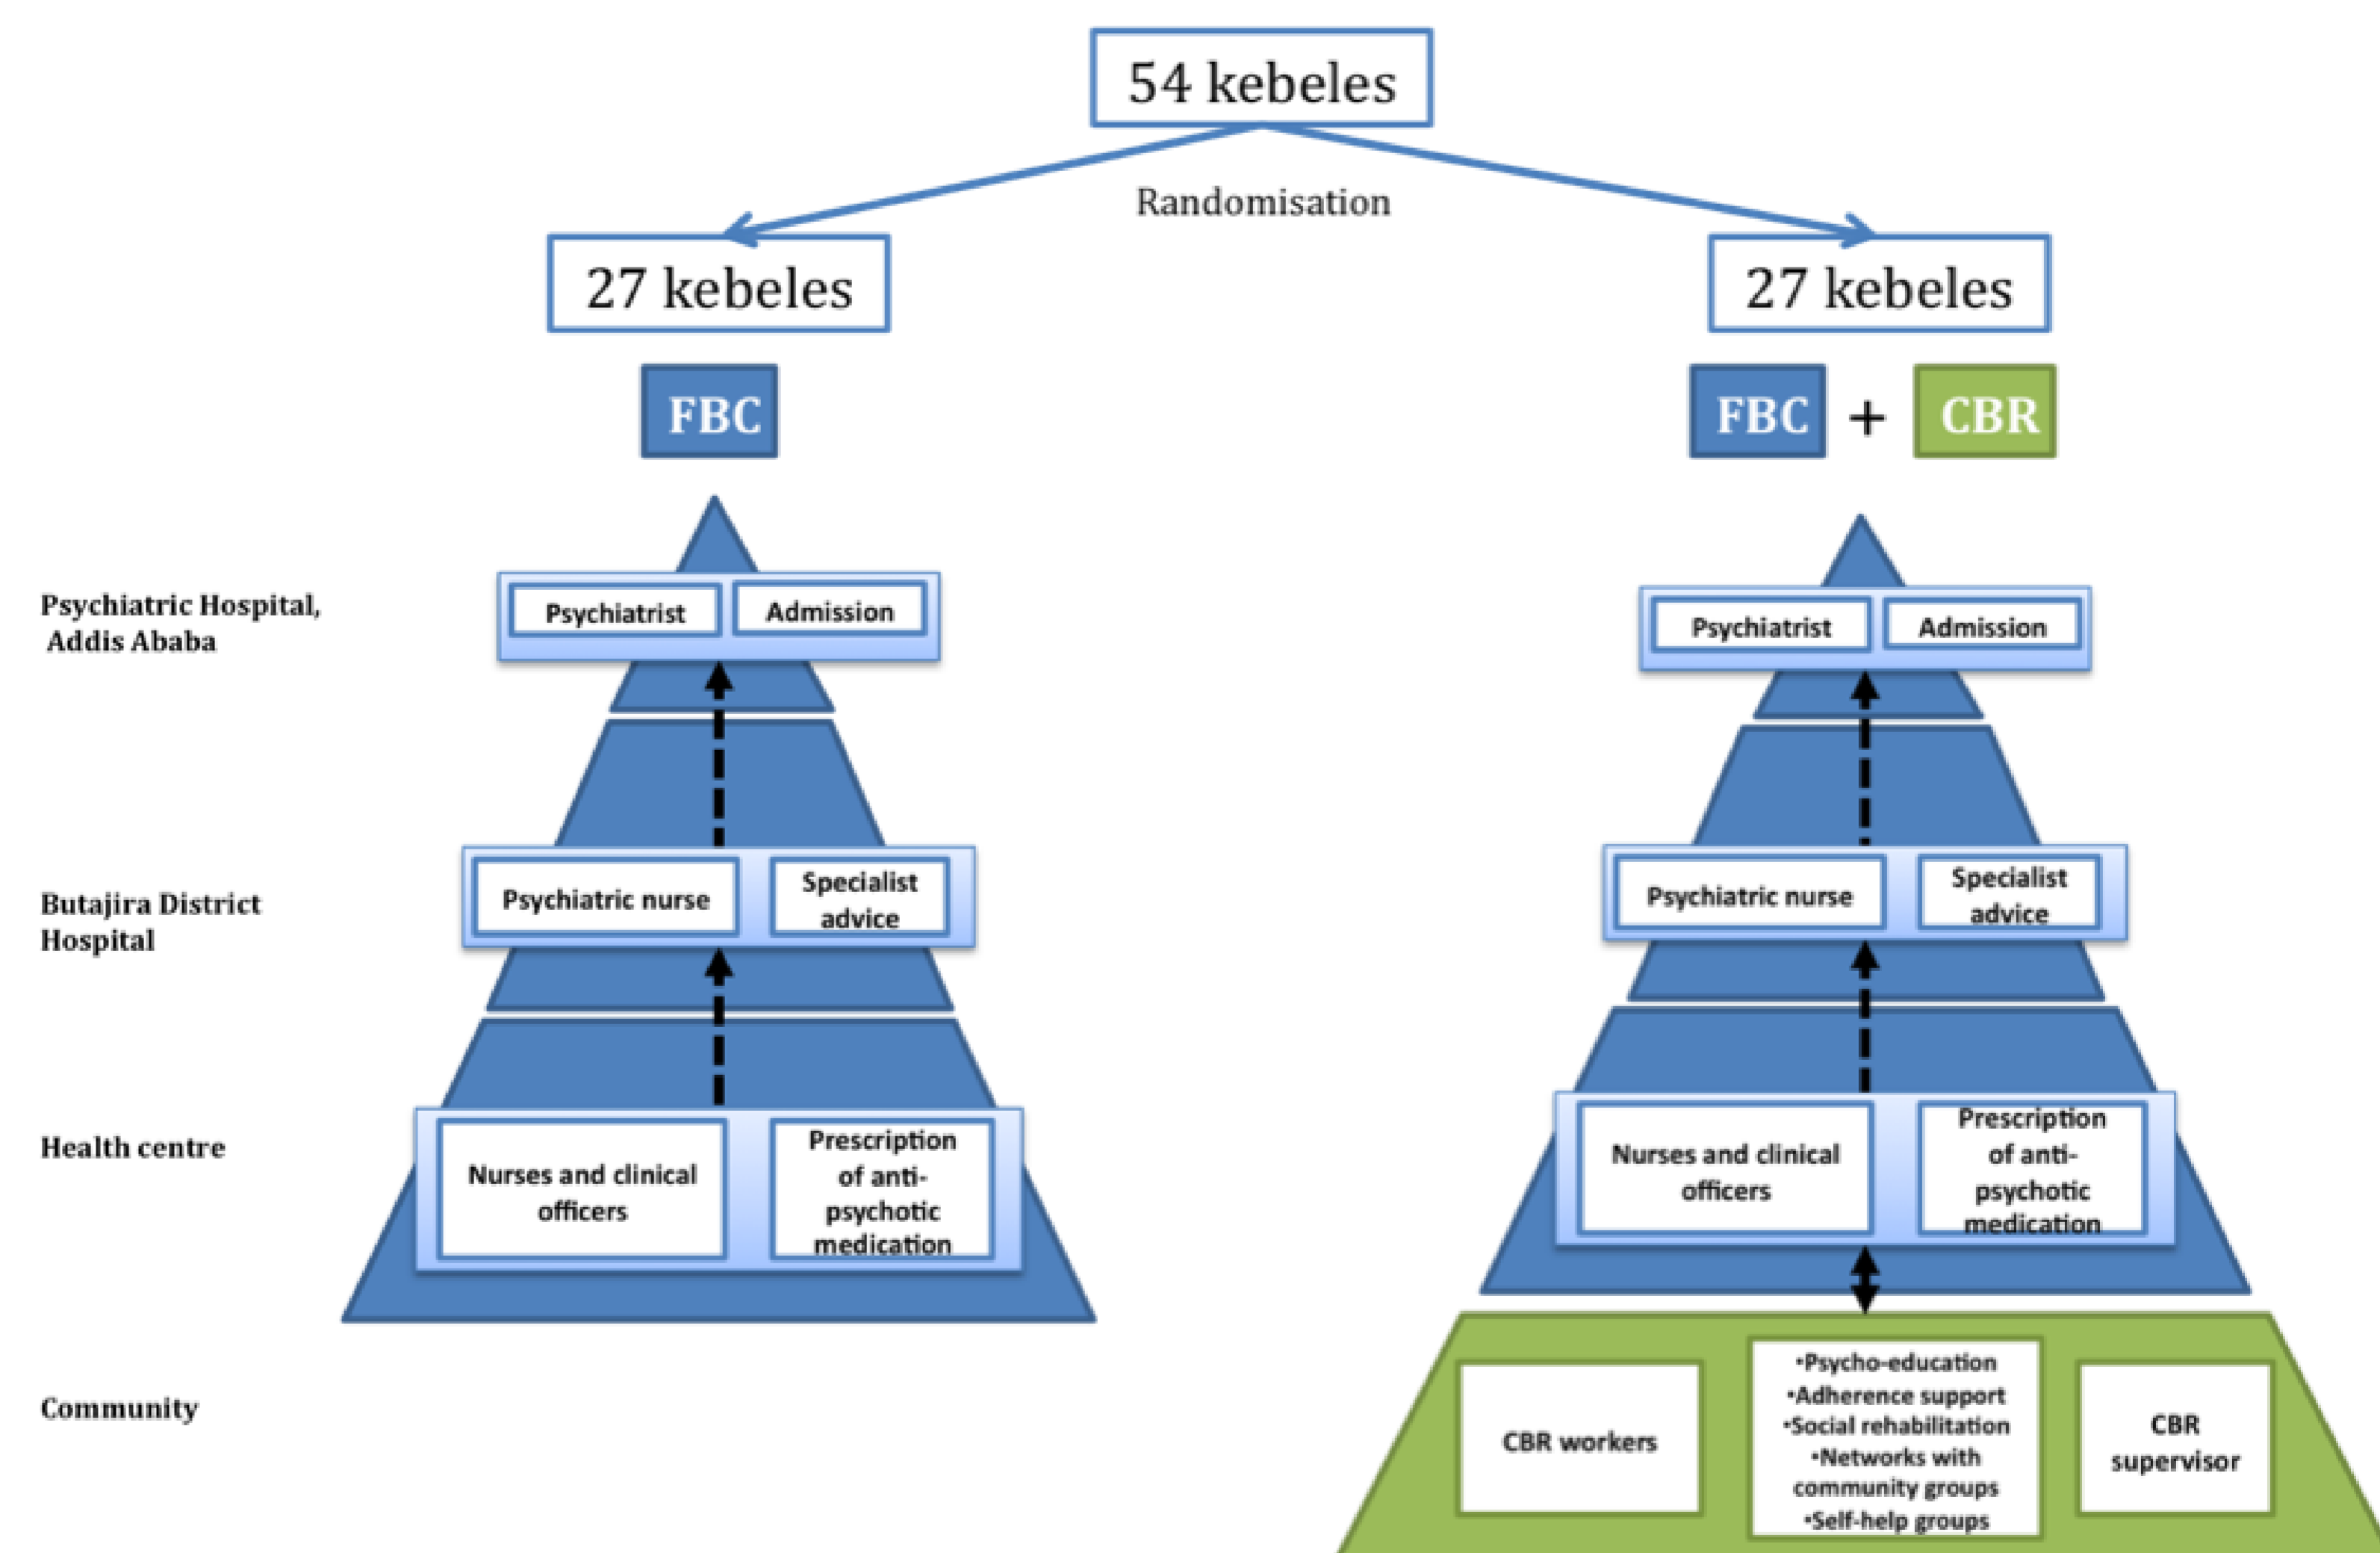 54 kebeles
Randomisation
27 kebeles
27 kebeles
FBC
FBC + CBR
Psychiatric Hospital,
Addis Ababa
Psychiatrist
Admission
Psychiatrist
Admission
Butajira District
Hospital
Psychiatric nurse
Specialist
advice
Psychiatric nurse
Specialist
advice
Health centre
Nurses and clinical
officers
Prescription
of anti-
psychotic
medication
Nurses and clinical
officers
Prescription
of anti-
psychotic
medication
Community
CBR workers
•Psycho-education
•Adherence support
•Social rehabilitation
•Networks with
community groups
•Self-help groups
CBR
supervisor